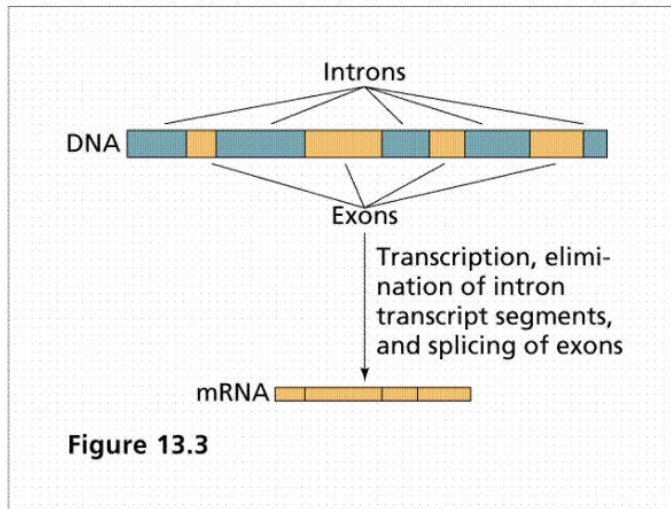 Introns
DNA
Exons
Transcription, elimi-
nation of intron
transcript segments,
and splicing of exons
mRNA
Figure 13.3